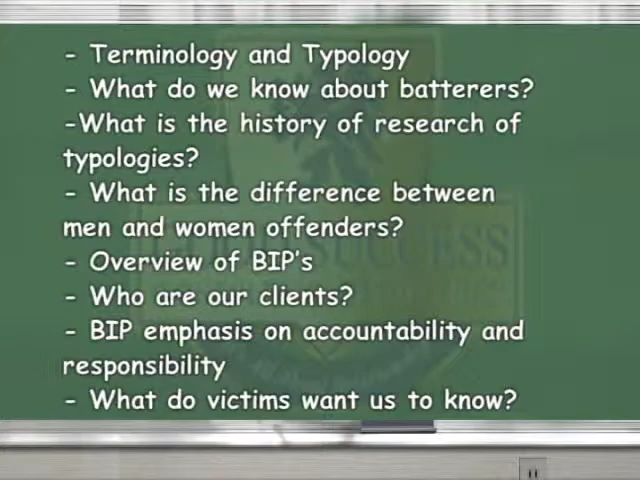 - Terminology and Typology
- What do we know about batterers?
-What is the history of research of
typologies?
- What is the difference between
men and women offenders?
- Overview of BIP's
- Who are our clients?
- BIP emphasis on accountability and
responsibility
- What do victims want us to know?
SUCCESS